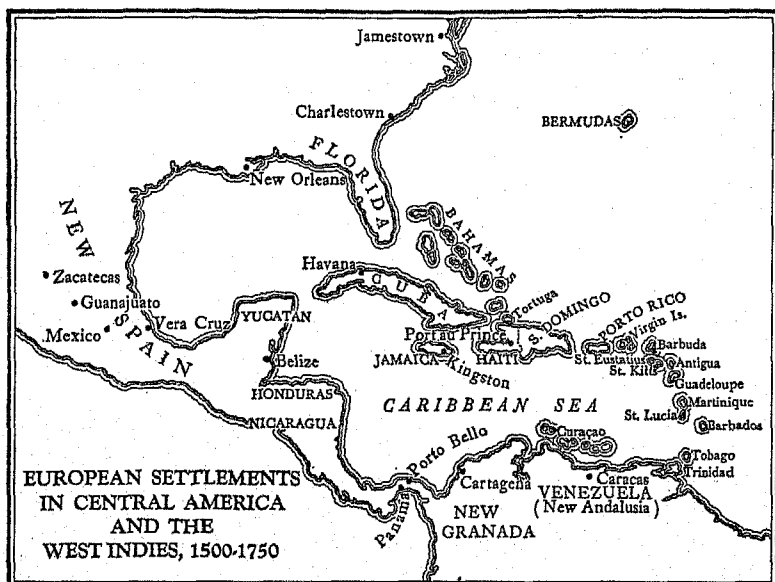 Jamestown
Charlestown
BERMUDAS
FLORIDA
New Orleans
NEW SPAIN
BAHAMAS
Zacatecas
Havana
CUBA
Guanajuato
Tortuga
Vera Cruz
YUCATAN
S. DOMINGO
Mexico
Port au Prince
PORTO RICO
Virgin Is.
Barbuda
Belize
JAMAICA
Kingston
HAITI
St. Eustatius
St. Kitts
Antigua
Guadeloupe
HONDURAS
CARIBBEAN SEA
Martinique
St. Lucia
NICARAGUA
Barbados
Curaçao
Porto Bello
Tobago
Trinidad
Cartagena
Caracas
Panama
NEW
GRANADA
VENEZUELA
(New Andalusia)
EUROPEAN SETTLEMENTS
IN CENTRAL AMERICA
AND THE
WEST INDIES, 1500-1750